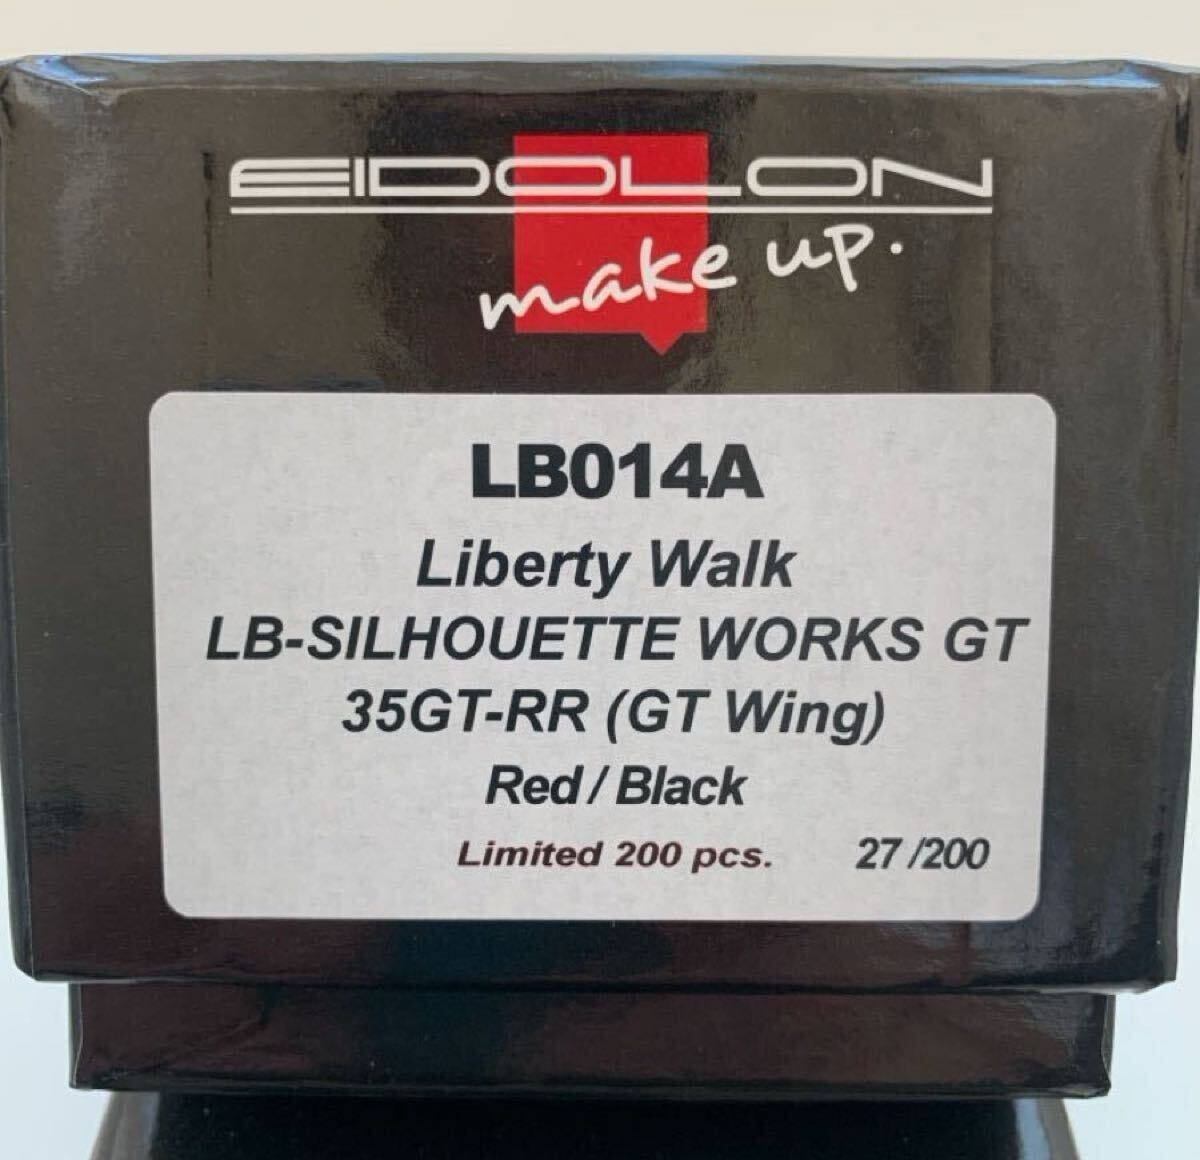 EIDOLON
make up.
LB014A
Liberty Walk
LB-SILHOUETTE WORKS GT
35GT-RR (GT Wing)
Red / Black
Limited 200 pcs. 27 /200